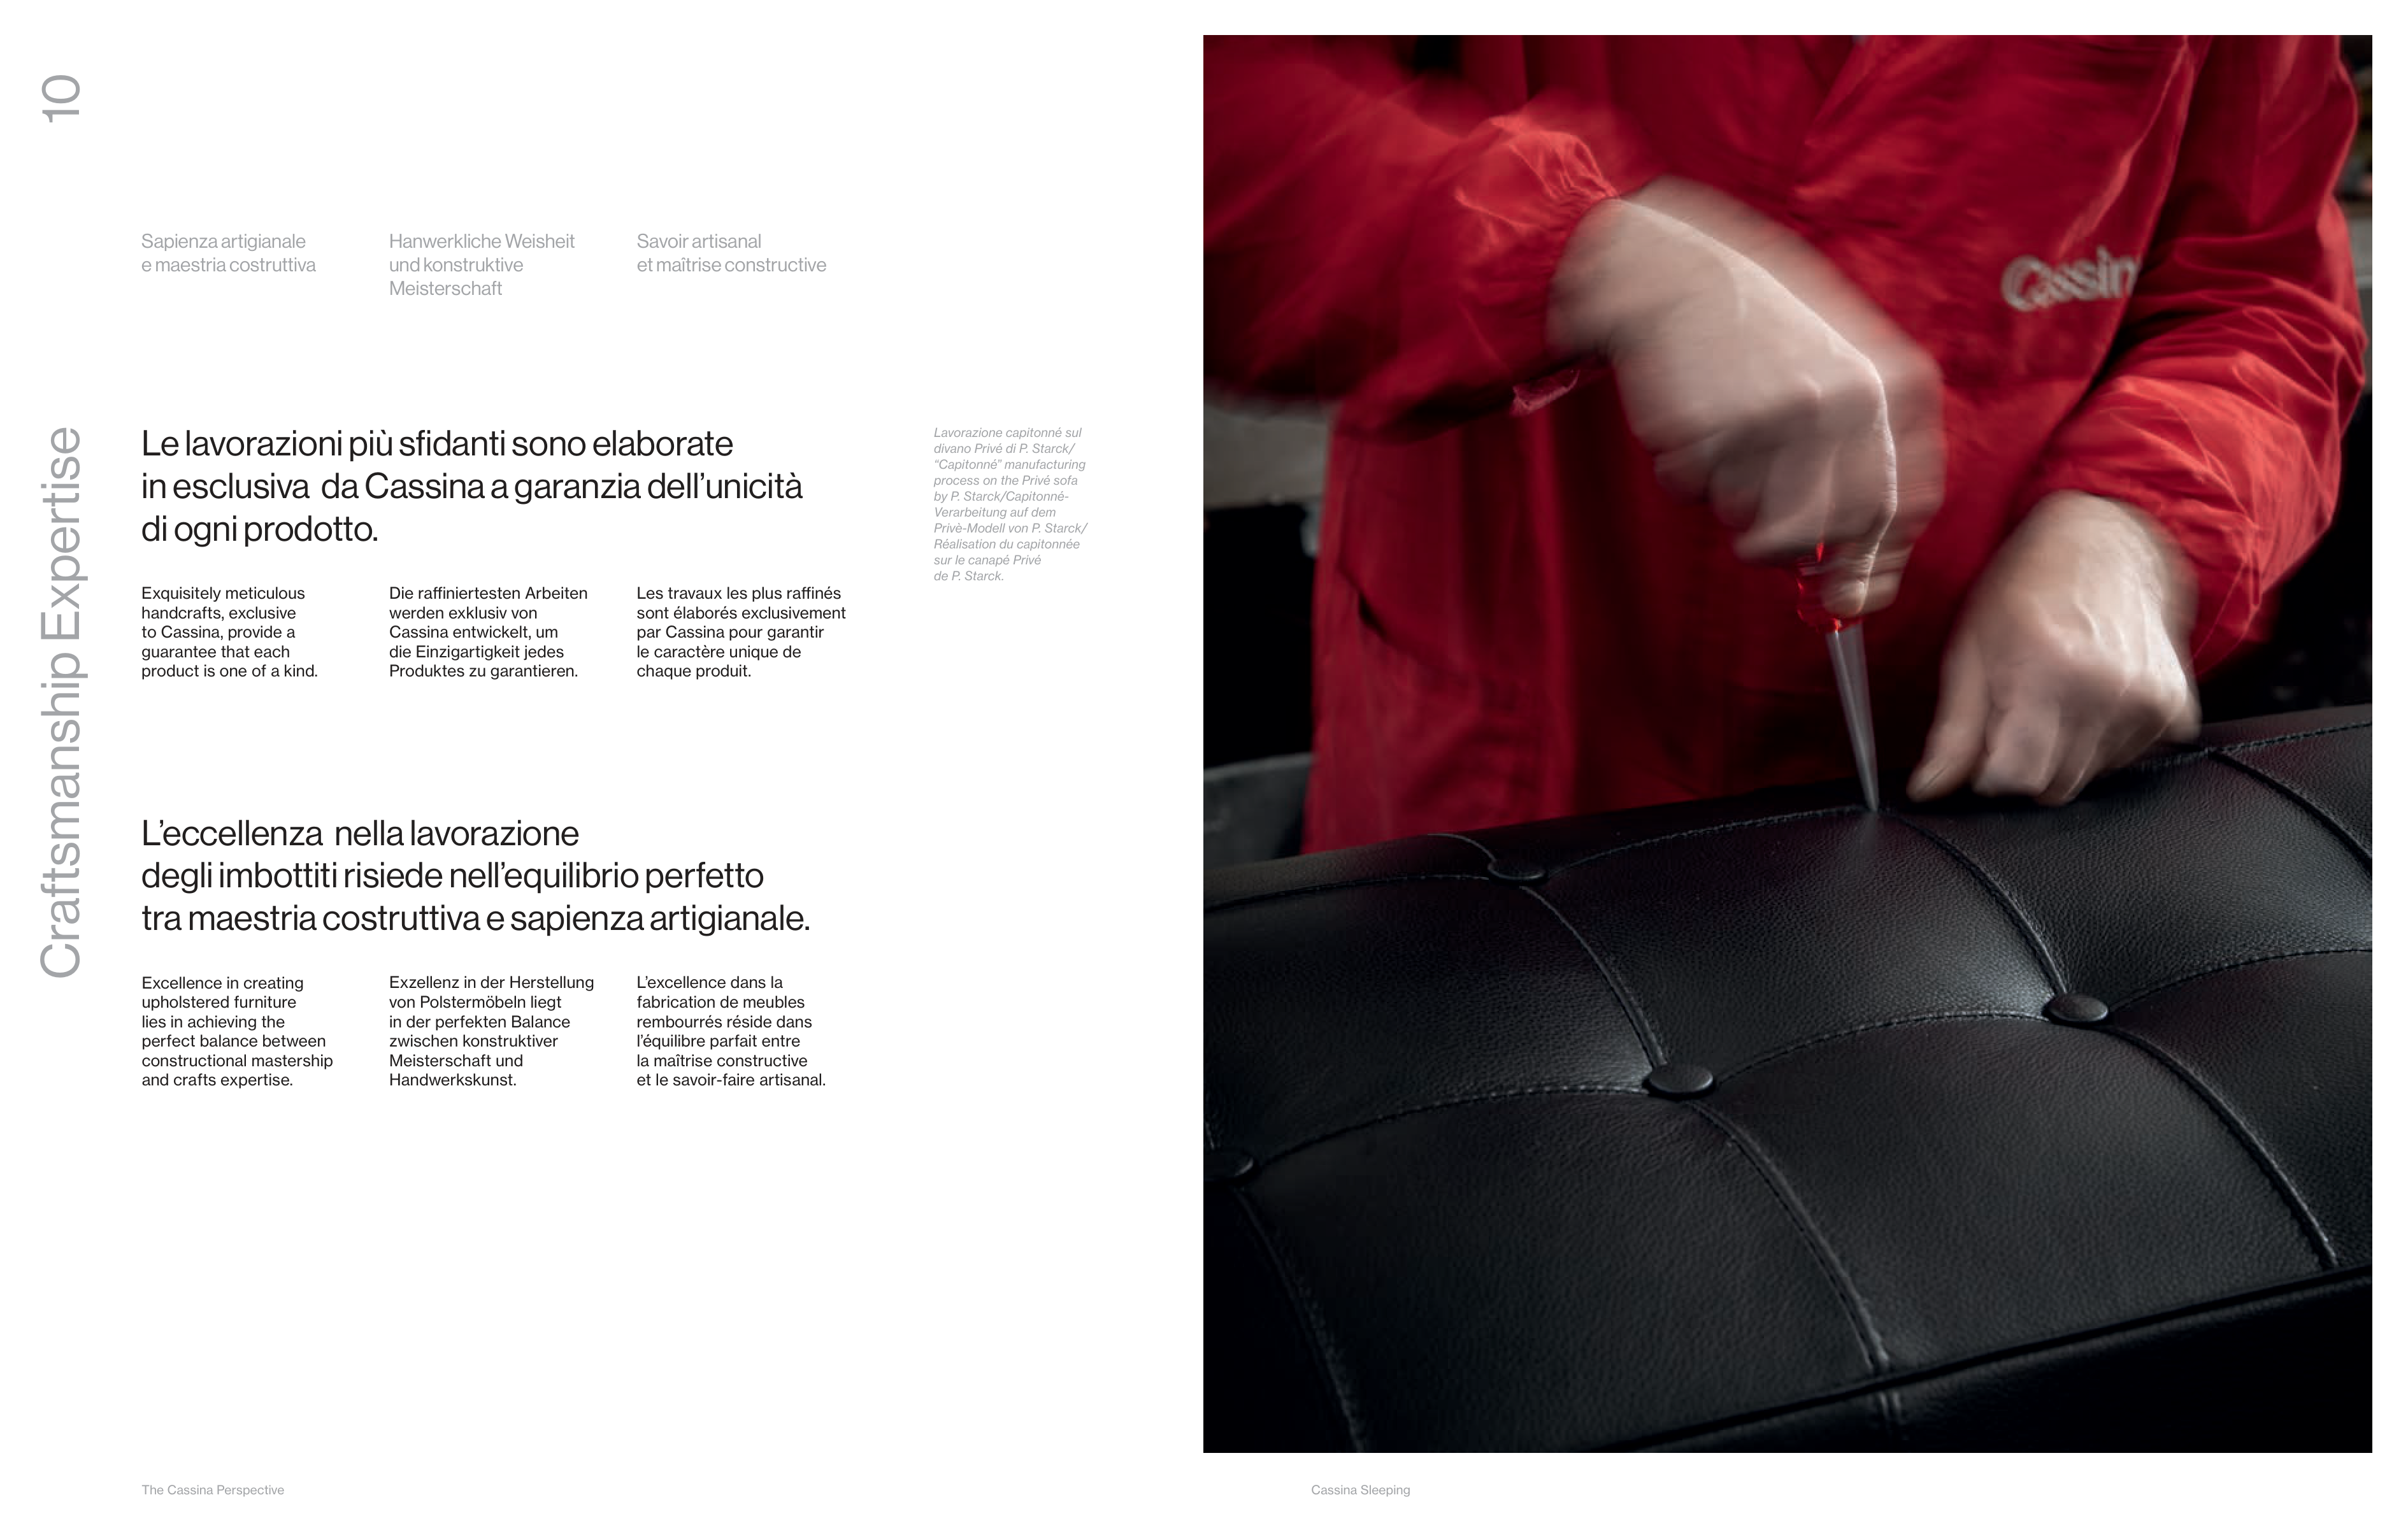 10
Craftsmanship Expertise
Sapienza artigianale
e maestria costruttiva
Hanwerkliche Weisheit
und konstruktive
Meisterschaft
Savoir artisanal
et maîtrise constructive
Le lavorazioni più sfidanti sono elaborate
in esclusiva da Cassina a garanzia dell’unicità
di ogni prodotto.
Exquisitely meticulous
handcrafts, exclusive
to Cassina, provide a
guarantee that each
product is one of a kind.
Die raffiniertesten Arbeiten
werden exklusiv von
Cassina entwickelt, um
die Einzigartigkeit jedes
Produktes zu garantieren.
Les travaux les plus raffinés
sont élaborés exclusivement
par Cassina pour garantir
le caractère unique de
chaque produit.
Lavorazione capitonné sul
divano Privé di P. Starck/
“Capitonné” manufacturing
process on the Privé sofa
by P. Starck/Capitonné-
Verarbeitung auf dem
Privè-Modell von P. Starck/
Réalisation du capitonnée
sur le canapé Privé
de P. Starck.
L’eccellenza nella lavorazione
degli imbottiti risiede nell’equilibrio perfetto
tra maestria costruttiva e sapienza artigianale.
Excellence in creating
upholstered furniture
lies in achieving the
perfect balance between
constructional mastership
and crafts expertise.
Exzellenz in der Herstellung
von Polstermöbeln liegt
in der perfekten Balance
zwischen konstruktiver
Meisterschaft und
Handwerkskunst.
L’excellence dans la
fabrication de meubles
rembourrés réside dans
l’équilibre parfait entre
la maîtrise constructive
et le savoir-faire artisanal.
Cassin
The Cassina Perspective
Cassina Sleeping